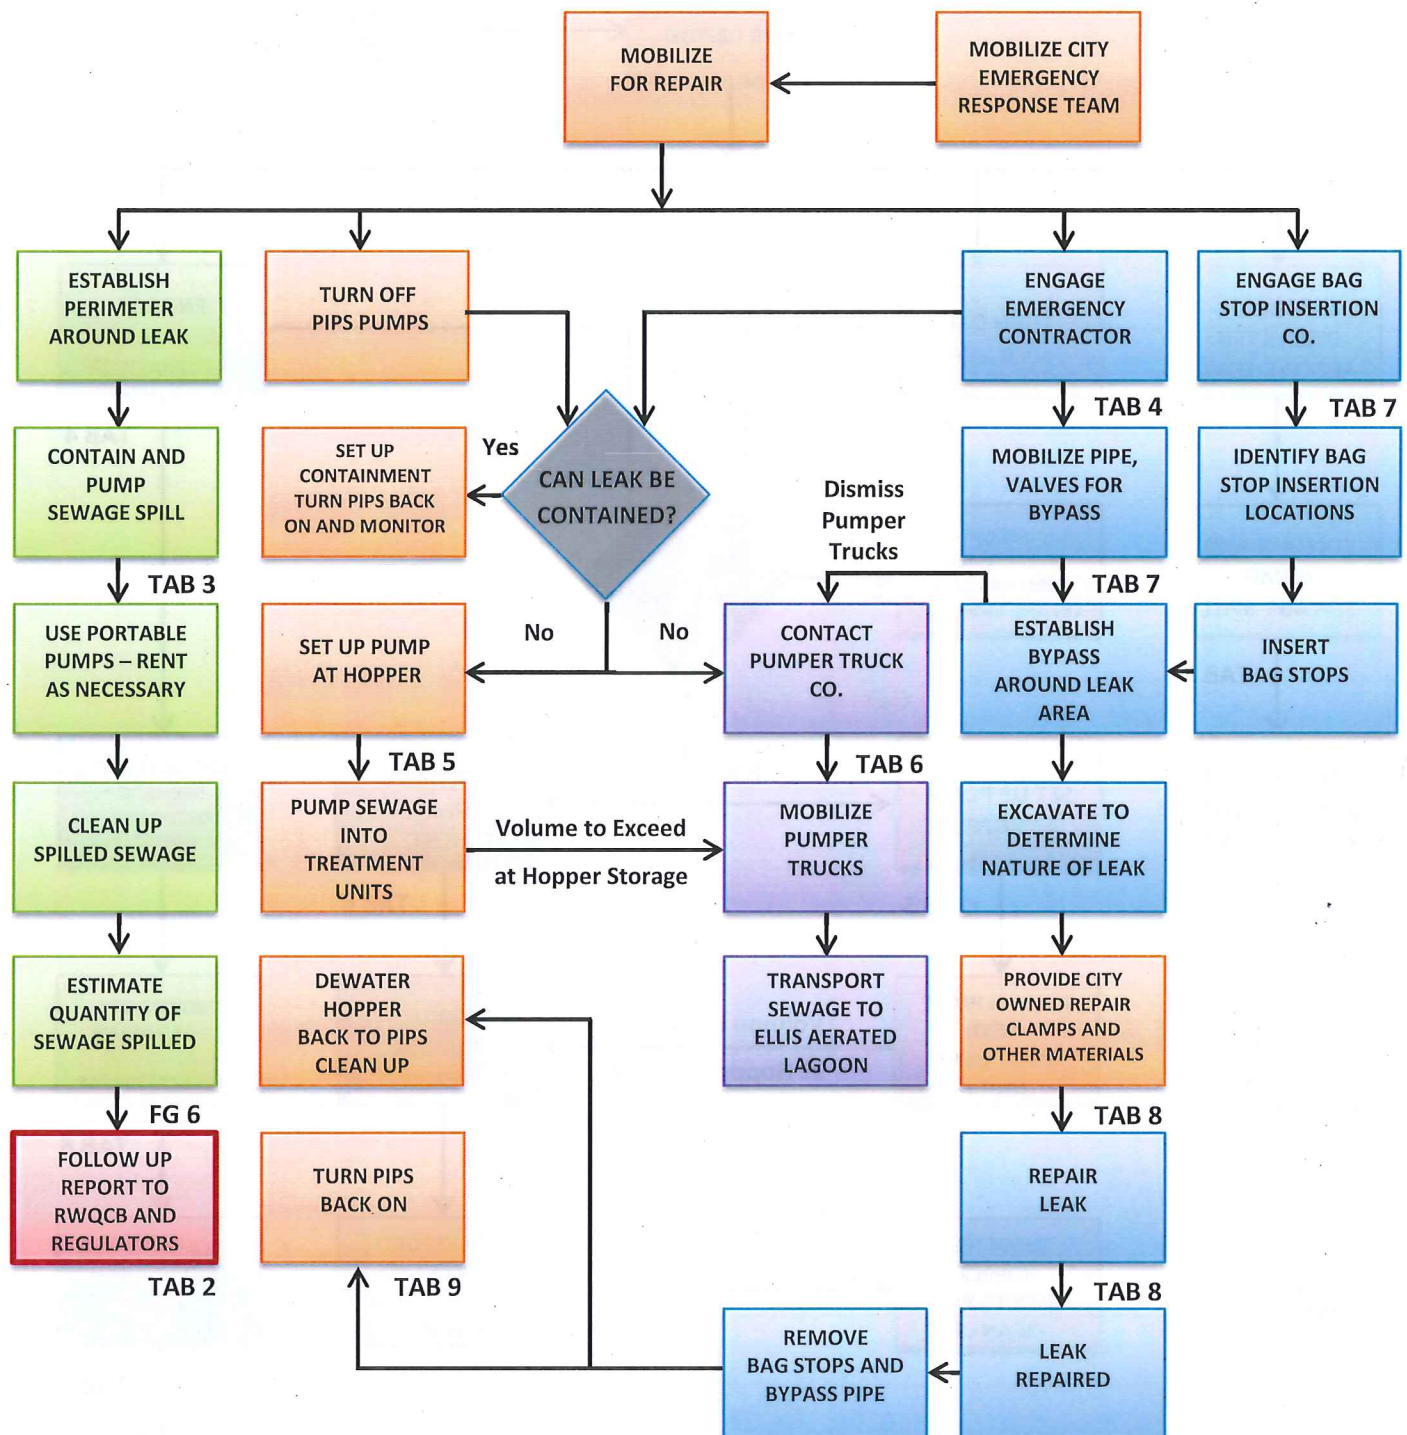 MOBILIZE
FOR REPAIR
MOBILIZE CITY
EMERGENCY
RESPONSE TEAM
ESTABLISH
PERIMETER
AROUND LEAK
TURN OFF
PIPS PUMPS
ENGAGE
EMERGENCY
CONTRACTOR
ENGAGE BAG
STOP INSERTION
CO.
TAB 4
TAB 7
CONTAIN AND
PUMP
SEWAGE SPILL
SET UP
CONTAINMENT
TURN PIPS BACK
ON AND MONITOR
Yes
CAN LEAK BE
CONTAINED?
Dismiss
Pumper
Trucks
MOBILIZE PIPE,
VALVES FOR
BYPASS
IDENTIFY BAG
STOP INSERTION
LOCATIONS
TAB 3
TAB 7
USE PORTABLE
PUMPS – RENT
AS NECESSARY
SET UP PUMP
AT HOPPER
No
No
CONTACT
PUMPER TRUCK
CO.
ESTABLISH
BYPASS
AROUND LEAK
AREA
INSERT
BAG STOPS
TAB 5
TAB 6
CLEAN UP
SPILLED SEWAGE
PUMP SEWAGE
INTO
TREATMENT
UNITS
Volume to Exceed
at Hopper Storage
MOBILIZE
PUMPER
TRUCKS
EXCAVATE TO
DETERMINE
NATURE OF LEAK
ESTIMATE
QUANTITY OF
SEWAGE SPILLED
DEWATER
HOPPER
BACK TO PIPS
CLEAN UP
TRANSPORT
SEWAGE TO
ELLIS AERATED
LAGOON
PROVIDE CITY
OWNED REPAIR
CLAMPS AND
OTHER MATERIALS
FG 6
TAB 8
FOLLOW UP
REPORT TO
RWQCB AND
REGULATORS
TURN PIPS
BACK ON
REPAIR
LEAK
TAB 2
TAB 9
TAB 8
REMOVE
BAG STOPS AND
BYPASS PIPE
LEAK
REPAIRED